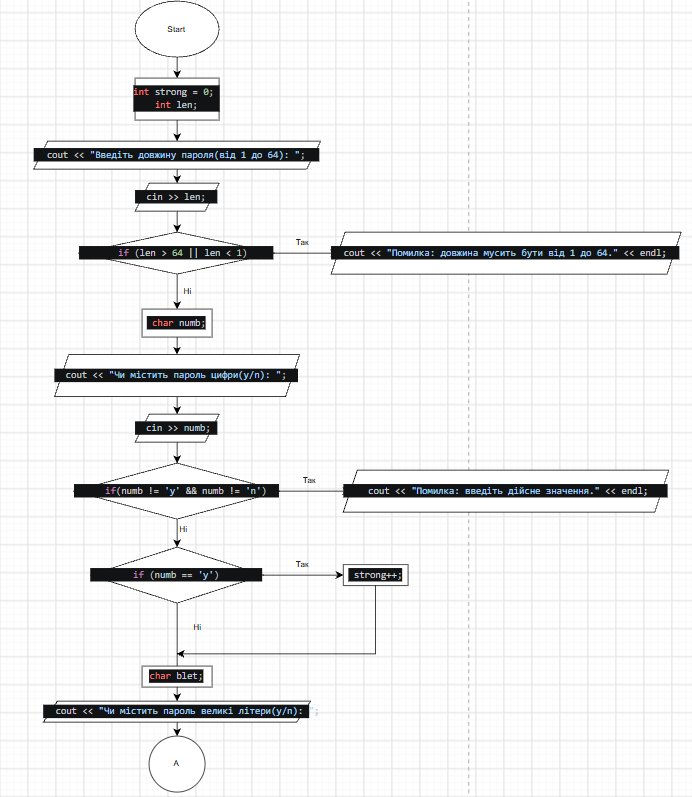 Start
int strong = 0;
int len;
cout << "Введіть довжину пароля(від 1 до 64): ";
cin >> len;
if (len > 64 || len < 1)
Так
cout << "Помилка: довжина мусить бути від 1 до 64." << endl;
Ні
char numb;
cout << "Чи містить пароль цифри(y/n): ";
cin >> numb;
if(numb != 'y' && numb != 'n')
Так
cout << "Помилка: введіть дійсне значення." << endl;
Ні
if (numb == 'y')
Так
strong++;
Ні
char blet;
cout << "Чи містить пароль великі літери(y/n): ";
A